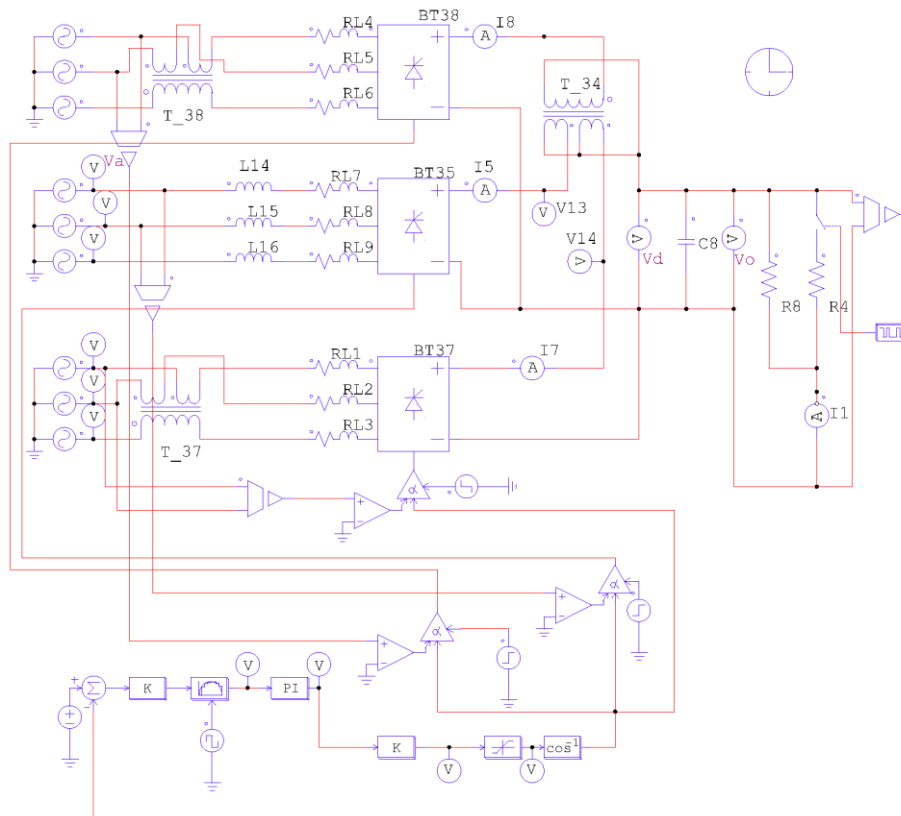 RL4
BT38
I8
A
RL5
T_34
RL6
T_38
V
Va
L14
RL7
BT35
I5
V
A
L15
RL8
V13
V
V
L16
RL9
V14
V
V
Vd
C8
V
Vo
R8
R4
V
RL1
BT37
I7
V
A
RL2
V
RL3
A
I1
T_37
α
+
−
α
+
−
α
+
−
V
V
+
Σ
-
K
PI
K
cos-1
V
V